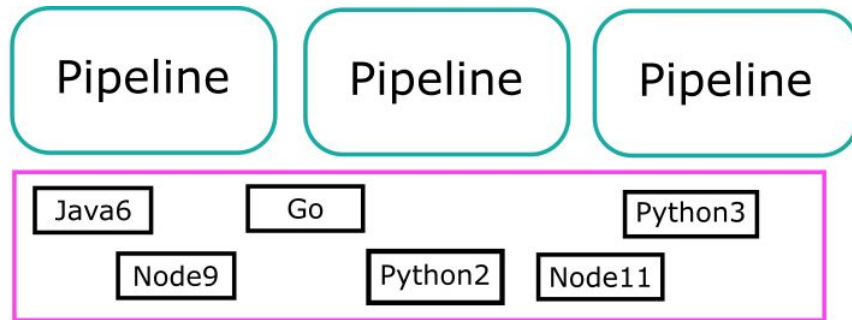 Pipeline
Pipeline
Pipeline
Java6
Go
Python3
Node9
Python2
Node11